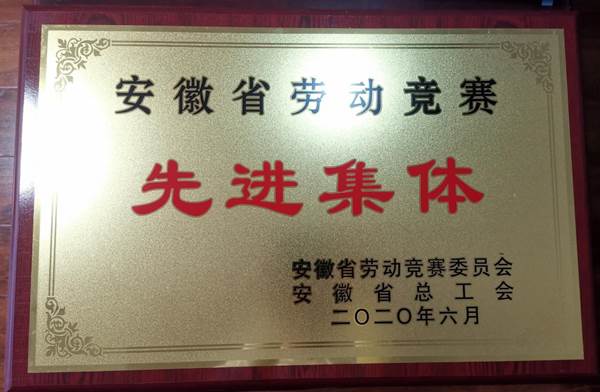 安徽省劳动竞赛
先进集体
安徽省劳动竞赛委员会
安徽省总工会
二〇二〇年六月